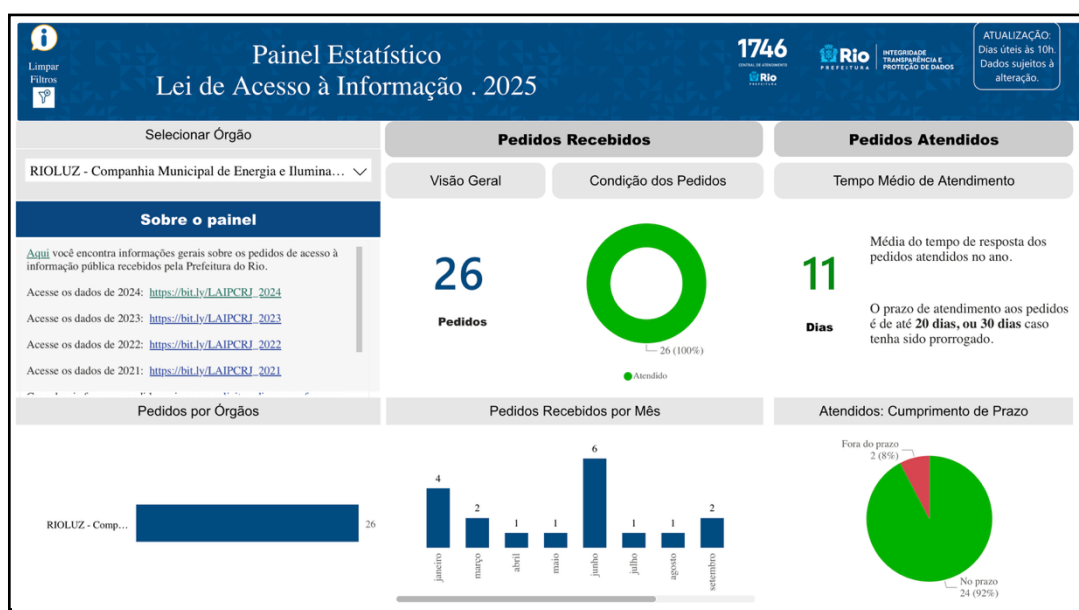 Limpar
Filtros
Painel Estatístico
Lei de Acesso à Informação . 2025
1746
CENTRAL DE ATENDIMENTO
Rio
Rio
PREFEITURA
INTEGRIDADE
TRANSPARÊNCIA E
PROTEÇÃO DE DADOS
ATUALIZAÇÃO:
Dias úteis às 10h.
Dados sujeitos à
alteração.
Selecionar Órgão
RIOLUZ - Companhia Municipal de Energia e Ilumina…
Sobre o painel
Aqui você encontra informações gerais sobre os pedidos de acesso à
informação pública recebidos pela Prefeitura do Rio.
Acesse os dados de 2024: https://bit.ly/LAIPCRJ_2024
Acesse os dados de 2023: https://bit.ly/LAIPCRJ_2023
Acesse os dados de 2022: https://bit.ly/LAIPCRJ_2022
Acesse os dados de 2021: https://bit.ly/LAIPCRJ_2021
Pedidos Recebidos
Visão Geral
Condição dos Pedidos
26
Pedidos
26 (100%)
Atendido
Pedidos Atendidos
Tempo Médio de Atendimento
11
Dias
Média do tempo de resposta dos
pedidos atendidos no ano.
O prazo de atendimento aos pedidos
é de até 20 dias, ou 30 dias caso
tenha sido prorrogado.
Pedidos por Órgãos
RIOLUZ - Comp…
26
Pedidos Recebidos por Mês
4
2
1
1
6
1
1
2
janeiro
março
abril
maio
junho
julho
agosto
setembro
Atendidos: Cumprimento de Prazo
Fora do prazo
2 (8%)
No prazo
24 (92%)